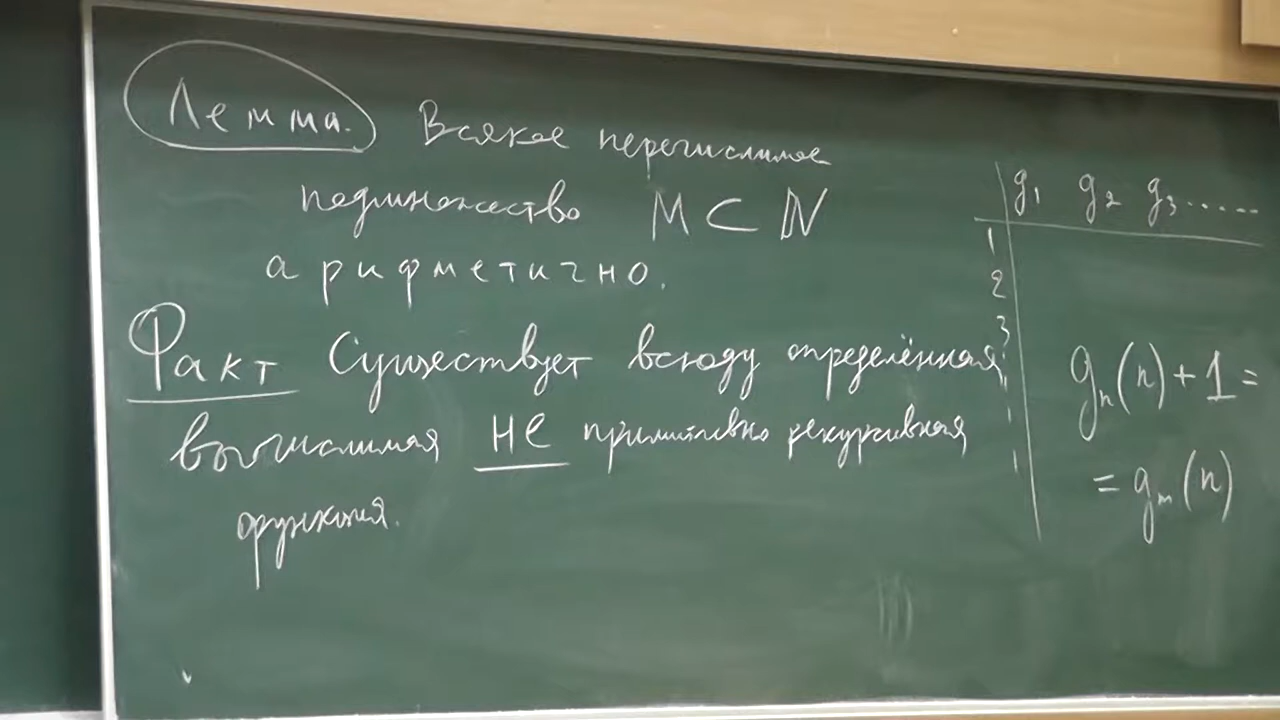 Лемма. Всякое перечислимое
подмножество M ⊂ ℕ
арифметично.
Факт Существует всюду определённая
вычислимая не примитивно рекурсивная
функция.
g₁ g₂ g₃ .....
1
2
3
gₙ(n) + 1 =
= gₘ(n)